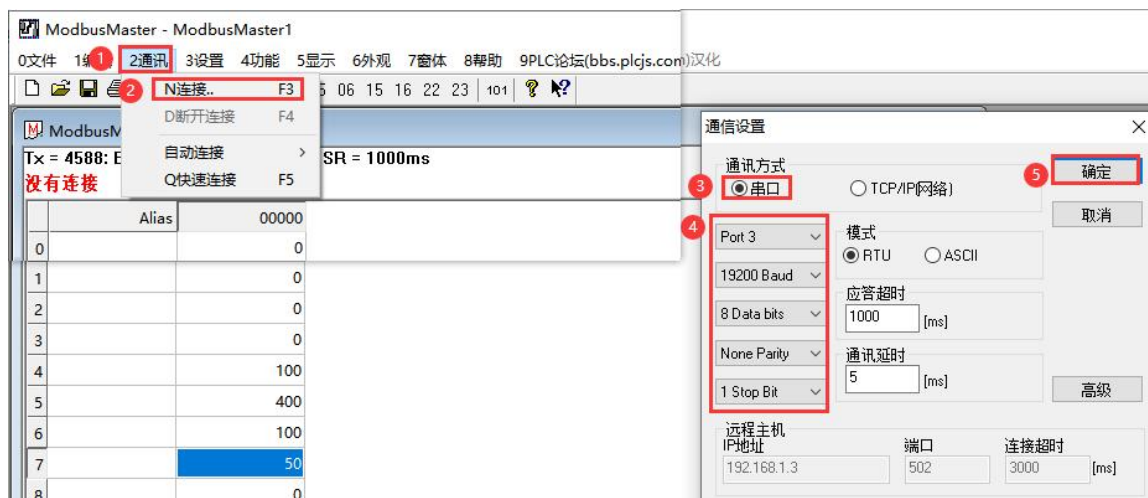 ModbusMaster - ModbusMaster1
0文件 1编 2通讯 3设置 4功能 5显示 6外观 7窗体 8帮助 9PLC论坛(bbs.plcjs.com)汉化
1
06 15 16 22 23 101
2
N连接.. F3
D断开连接 F4
自动连接
Q快速连接 F5
ModbusM
Tx = 4588: E
SR = 1000ms
没有连接
Alias 00000
0 0
1 0
2 0
3 0
4 100
5 400
6 100
7 50
8 0
通信设置
通讯方式
3
串口
TCP/IP(网络)
5
确定
取消
4
Port 3
19200 Baud
8 Data bits
None Parity
1 Stop Bit
模式
RTU ASCII
应答超时
1000 [ms]
通讯延时
5 [ms]
高级
远程主机
IP地址 端口 连接超时
192.168.1.3 502 3000 [ms]